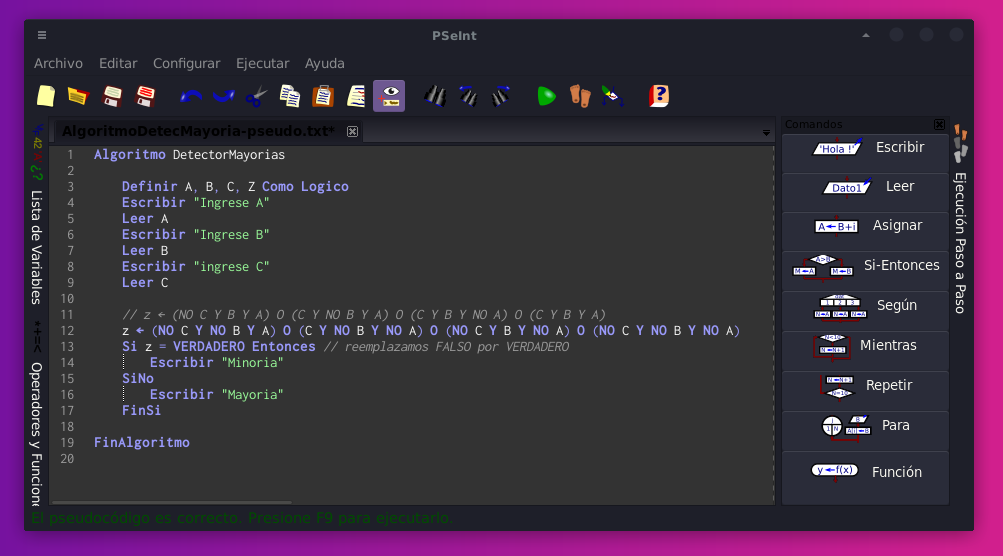 PSeInt
Archivo Editar Configurar Ejecutar Ayuda
AlgoritmoDetecMayoria-pseudo.txt*
1 Algoritmo DetectorMayorias
2
3 Definir A, B, C, Z Como Logico
4 Escribir "Ingrese A"
5 Leer A
6 Escribir "Ingrese B"
7 Leer B
8 Escribir "ingrese C"
9 Leer C
10
11 // z ← (NO C Y B Y A) O (C Y NO B Y A) O (C Y B Y NO A) O (C Y B Y A)
12 z ← (NO C Y NO B Y A) O (C Y NO B Y NO A) O (NO C Y B Y NO A) O (NO C Y NO B Y NO A)
13 Si z = VERDADERO Entonces // reemplazamos FALSO por VERDADERO
14 Escribir "Minoria"
15 SiNo
16 Escribir "Mayoria"
17 FinSi
18
19 FinAlgoritmo
20
Lista de Variables
*+=<
Operadores y Funcione
Comandos
'Hola !' Escribir
Dato1 Leer
A←B+i Asignar
Si-Entonces
M←A M←B
Según
Mientras
Repetir
Para
y←f(x) Función
Ejecución Paso a Paso
El pseudocódigo es correcto. Presione F9 para ejecutarlo.